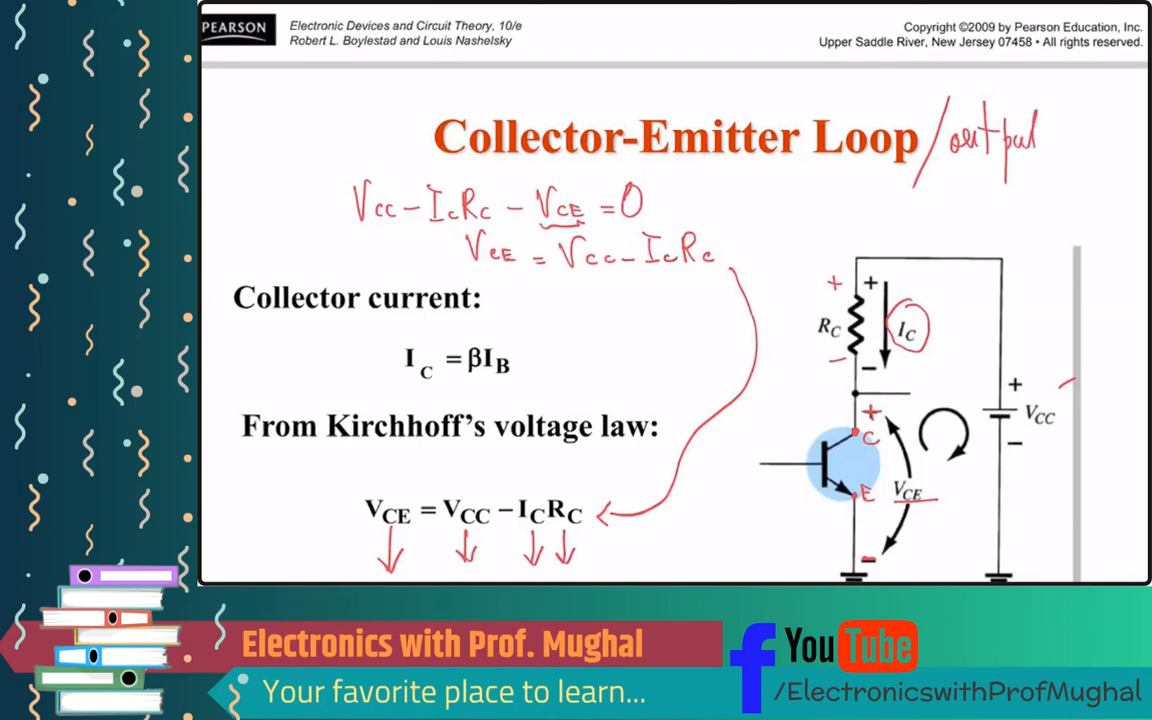 PEARSON
Electronic Devices and Circuit Theory, 10/e
Robert L. Boylestad and Louis Nashelsky
Copyright ©2009 by Pearson Education, Inc.
Upper Saddle River, New Jersey 07458 • All rights reserved.
Collector-Emitter Loop / output
Vcc - IcRc - VCE = 0
VCE = Vcc - IcRc
Collector current:
I C = βIB
From Kirchhoff's voltage law:
VCE = VCC – ICRC
+ +
RC IC
– –
+
C
E
VCE
–
+
VCC
–
Electronics with Prof. Mughal
Your favorite place to learn...
f YouTube
/ElectronicswithProfMughal